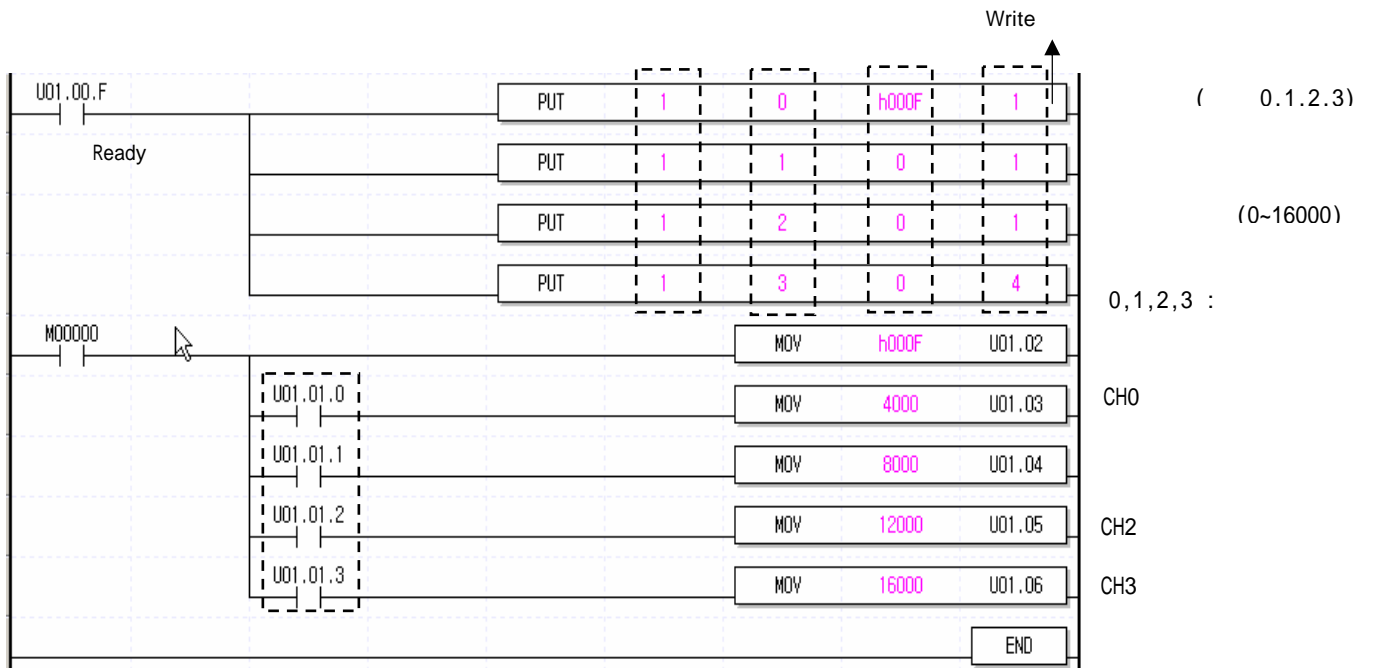 Write
U01.00.F
PUT 1 0 h000F 1
( 0.1.2.3)
Ready
PUT 1 1 0 1
PUT 1 2 0 1
(0~16000)
PUT 1 3 0 4
0,1,2,3 :
M00000
MOV h000F U01.02
U01.01.0
MOV 4000 U01.03
CH0
U01.01.1
MOV 8000 U01.04
U01.01.2
MOV 12000 U01.05
CH2
U01.01.3
MOV 16000 U01.06
CH3
END